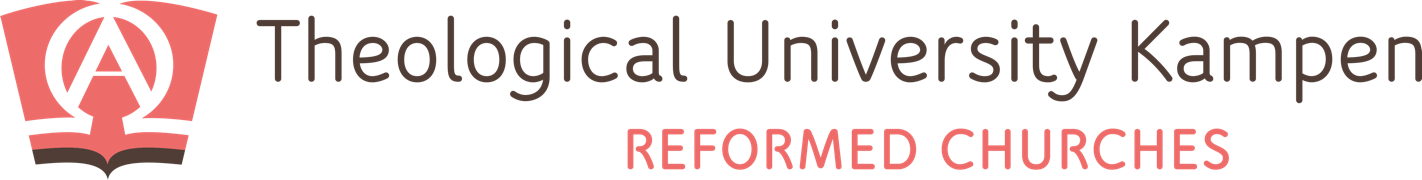 Theological University Kampen
REFORMED CHURCHES